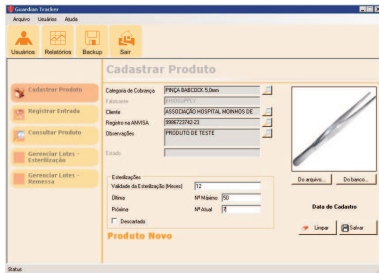 Guardian Tracker
Arquivo Usuários Ajuda
Usuários Relatórios Backup Sair
Cadastrar Produto
Cadastrar Produto
Registrar Entrada
Consultar Produto
Gerenciar Lotes -
Esterilização
Gerenciar Lotes -
Remessa
Categoria de Cobrança PINÇA BABCOCK 5,0mm
Fabricante
Cliente ASSOCIAÇÃO HOSPITAL MOINHOS DE
Registro na ANVISA 9986723742-23
Observações PRODUTO DE TESTE
Estado
Esterilizações
Validade da Esterilização (Meses) 12
Última Nº Máximo 50
Próxima Nº Atual 7
Descartado
Produto Novo
Do arquivo... Do banco...
Data de Cadastro
Limpar Salvar
Status